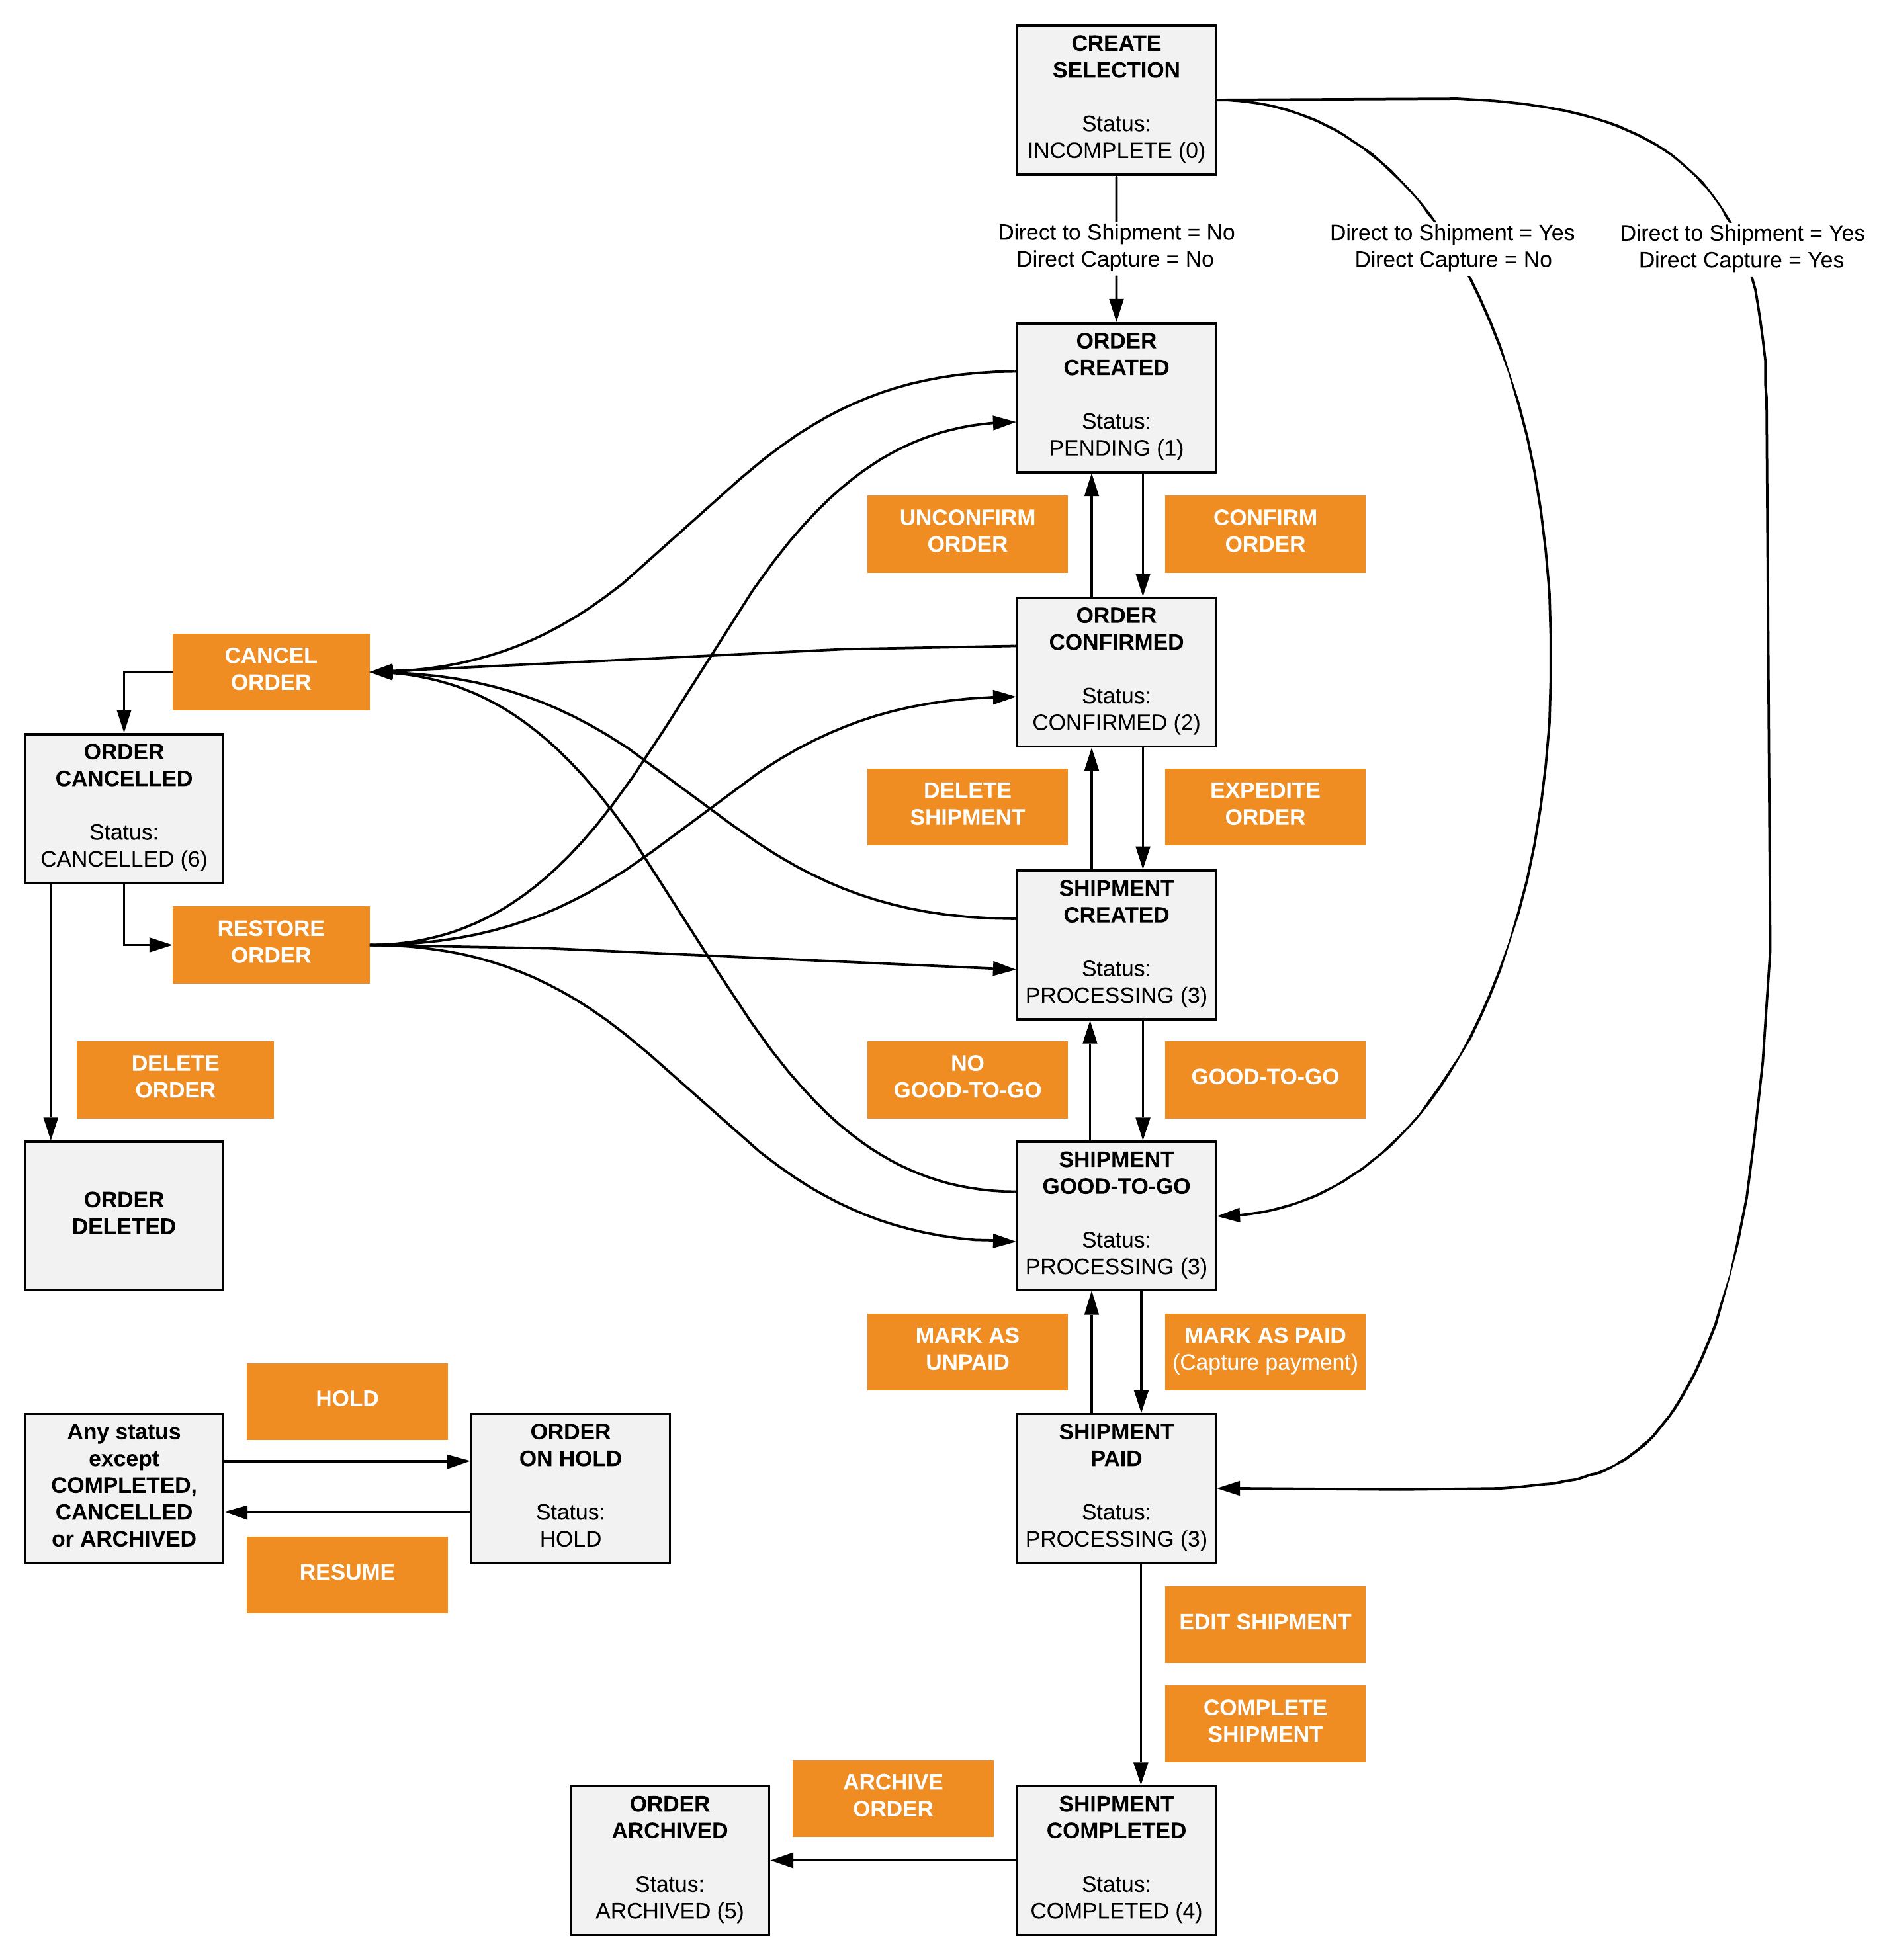 CREATE
SELECTION
Status:
INCOMPLETE (0)
Direct to Shipment = No
Direct Capture = No
Direct to Shipment = Yes
Direct Capture = No
Direct to Shipment = Yes
Direct Capture = Yes
ORDER
CREATED
Status:
PENDING (1)
UNCONFIRM
ORDER
CONFIRM
ORDER
ORDER
CONFIRMED
Status:
CONFIRMED (2)
CANCEL
ORDER
ORDER
CANCELLED
Status:
CANCELLED (6)
DELETE
SHIPMENT
EXPEDITE
ORDER
SHIPMENT
CREATED
Status:
PROCESSING (3)
RESTORE
ORDER
DELETE
ORDER
NO
GOOD-TO-GO
GOOD-TO-GO
ORDER
DELETED
SHIPMENT
GOOD-TO-GO
Status:
PROCESSING (3)
MARK AS
UNPAID
MARK AS PAID
(Capture payment)
HOLD
Any status
except
COMPLETED,
CANCELLED
or ARCHIVED
ORDER
ON HOLD
Status:
HOLD
RESUME
SHIPMENT
PAID
Status:
PROCESSING (3)
EDIT SHIPMENT
COMPLETE
SHIPMENT
ARCHIVE
ORDER
ORDER
ARCHIVED
Status:
ARCHIVED (5)
SHIPMENT
COMPLETED
Status:
COMPLETED (4)